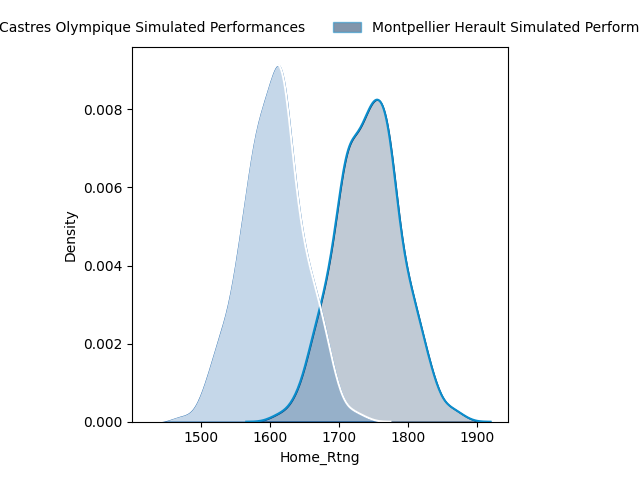 Castres Olympique Simulated Performances Montpellier Herault Simulated Perform
0.008
0.006
0.004
0.002
0.000
Density
1500 1600 1700 1800 1900
Home_Rtng